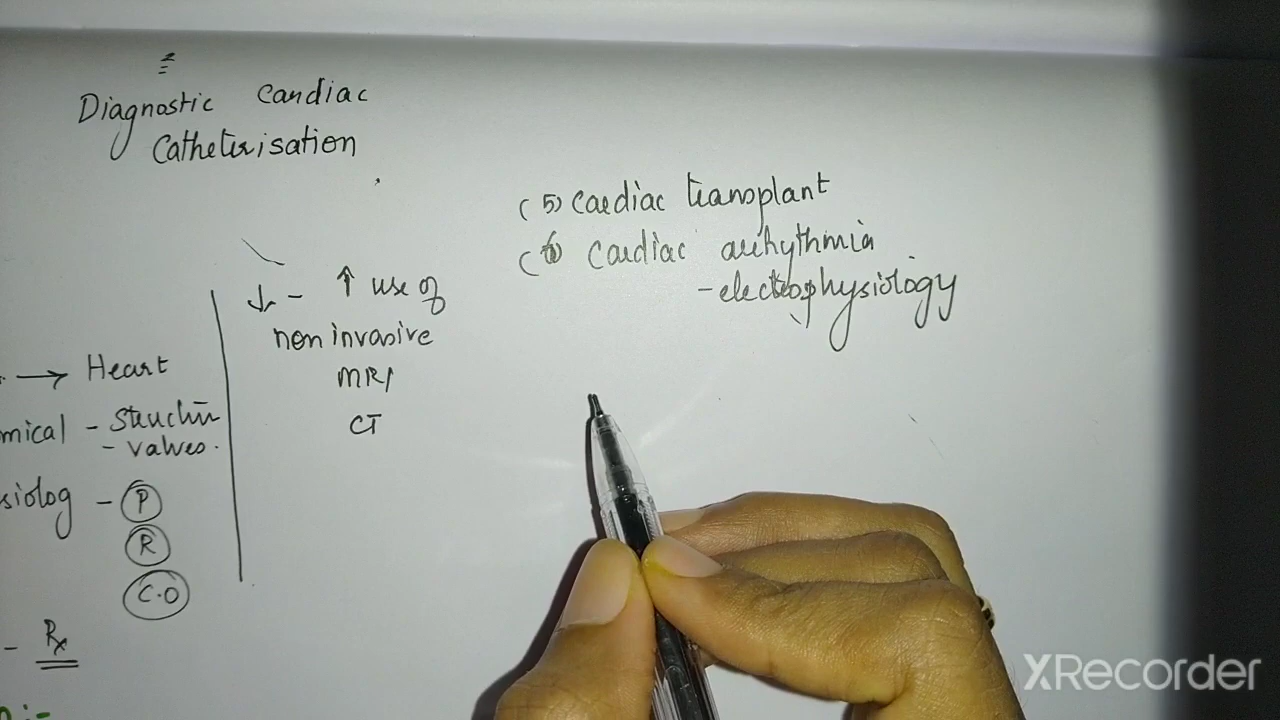 Diagnostic Cardiac
Catheterisation
↓ - ↑ use of
non invasive
MRI
CT
→ Heart
mical - Structur
- valves.
siolog - P
R
C.O
- Rx
(5) Cardiac transplant
(6) Cardiac arrhythmia
- electrophysiology
XRecorder